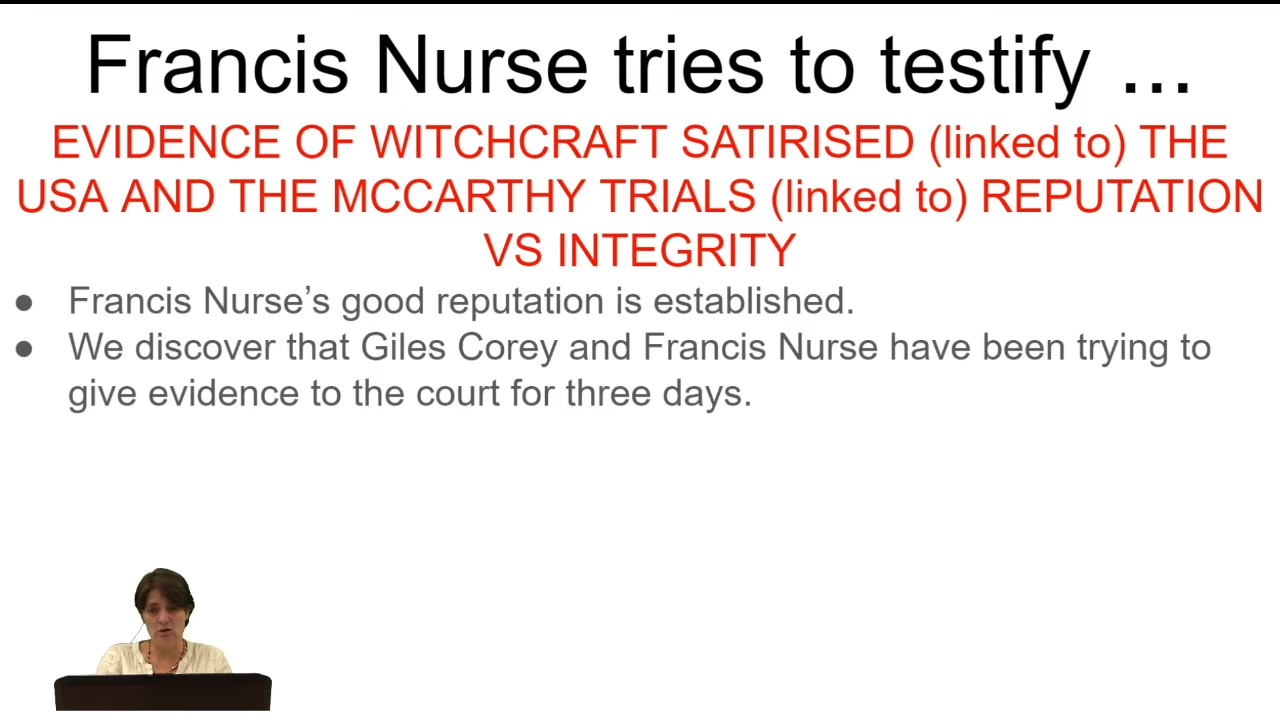 Francis Nurse tries to testify ...
EVIDENCE OF WITCHCRAFT SATIRISED (linked to) THE
USA AND THE MCCARTHY TRIALS (linked to) REPUTATION
VS INTEGRITY
● Francis Nurse’s good reputation is established.
● We discover that Giles Corey and Francis Nurse have been trying to
give evidence to the court for three days.